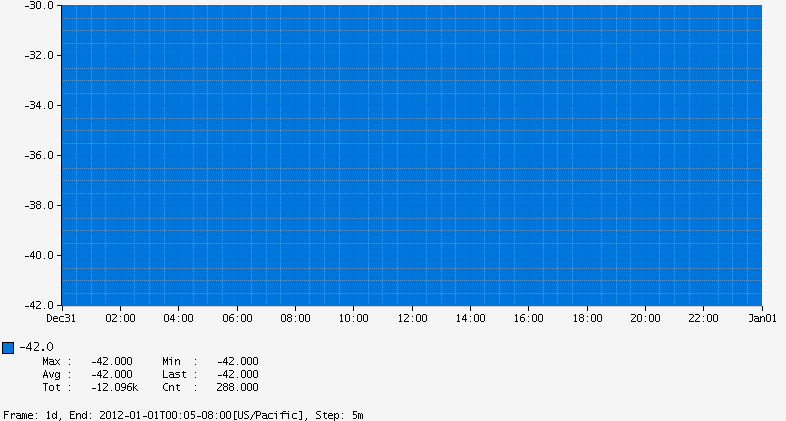 -30.0
-32.0
-34.0
-36.0
-38.0
-40.0
-42.0
Dec31 02:00 04:00 06:00 08:00 10:00 12:00 14:00 16:00 18:00 20:00 22:00 Jan01
-42.0
Max : -42.000 Min : -42.000
Avg : -42.000 Last : -42.000
Tot : -12.096k Cnt : 288.000
Frame: 1d, End: 2012-01-01T00:05-08:00[US/Pacific], Step: 5m